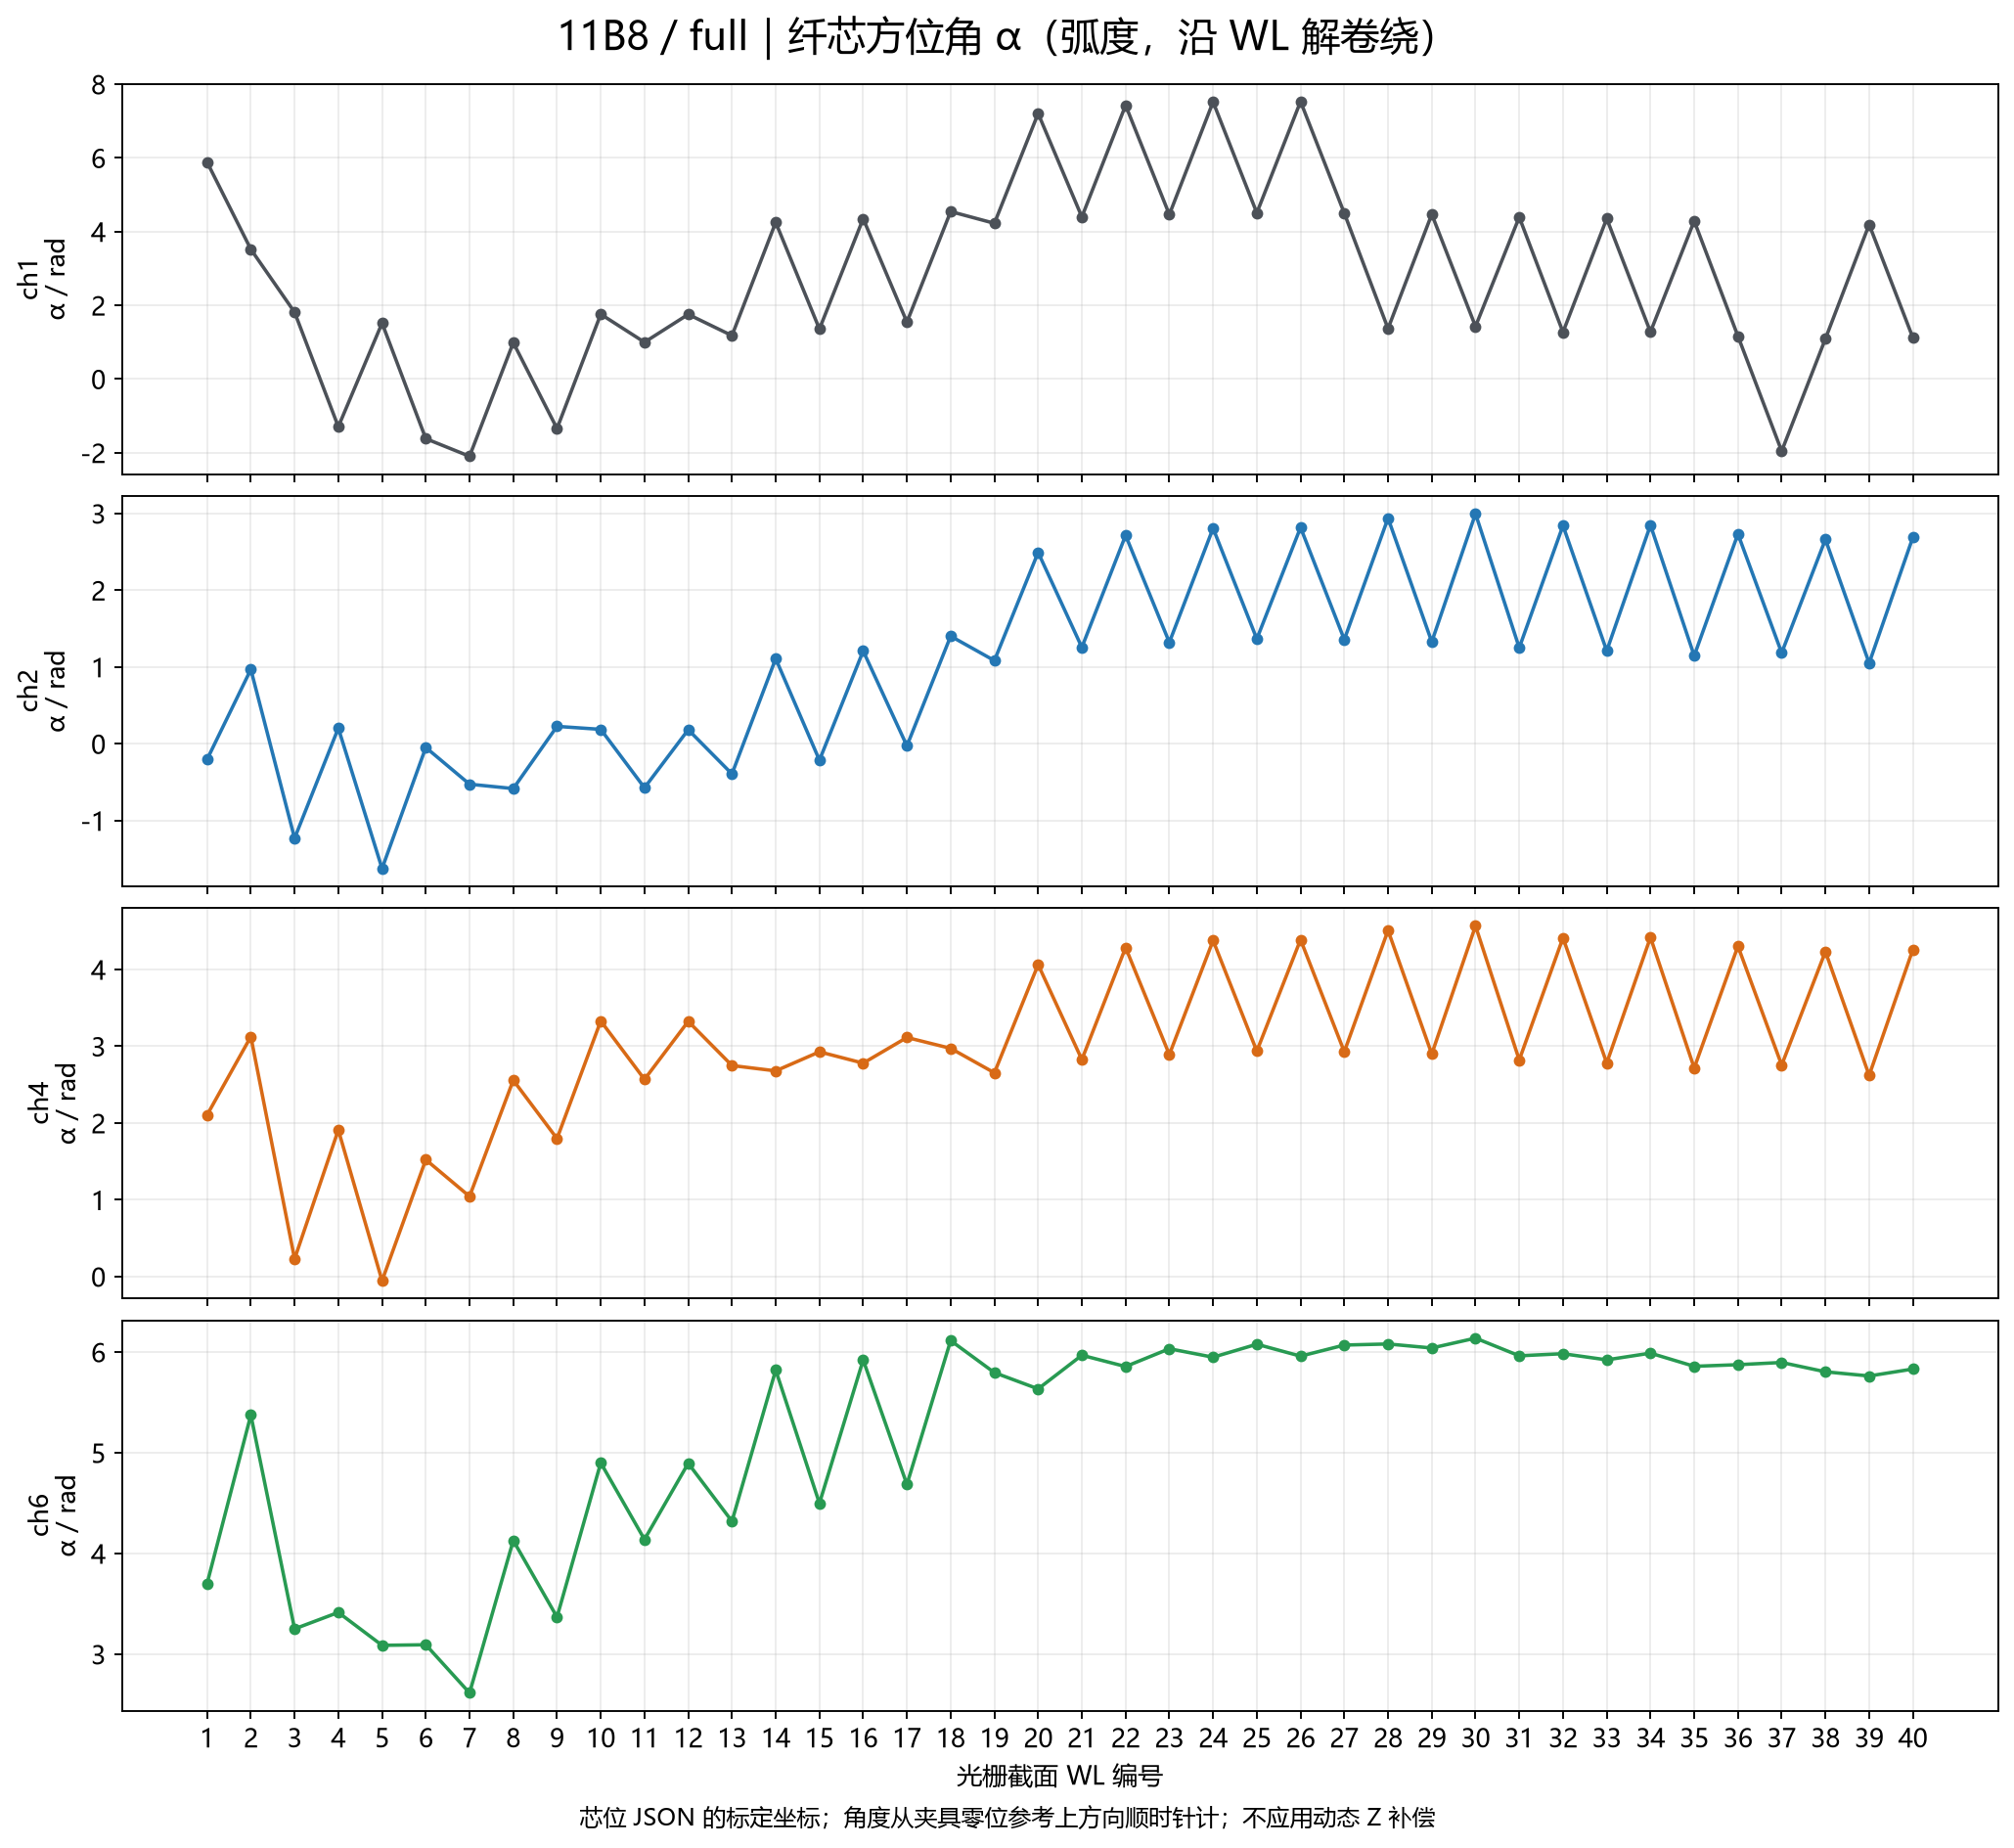 11B8 / full | 纤芯方位角 α（弧度，沿 WL 解卷绕）
8
6
4
2
0
-2
ch1
α / rad
3
2
1
0
-1
ch2
α / rad
4
3
2
1
0
ch4
α / rad
6
5
4
3
ch6
α / rad
1 2 3 4 5 6 7 8 9 10 11 12 13 14 15 16 17 18 19 20 21 22 23 24 25 26 27 28 29 30 31 32 33 34 35 36 37 38 39 40
光栅截面 WL 编号
芯位 JSON 的标定坐标；角度从夹具零位参考上方向顺时针计；不应用动态 Z 补偿